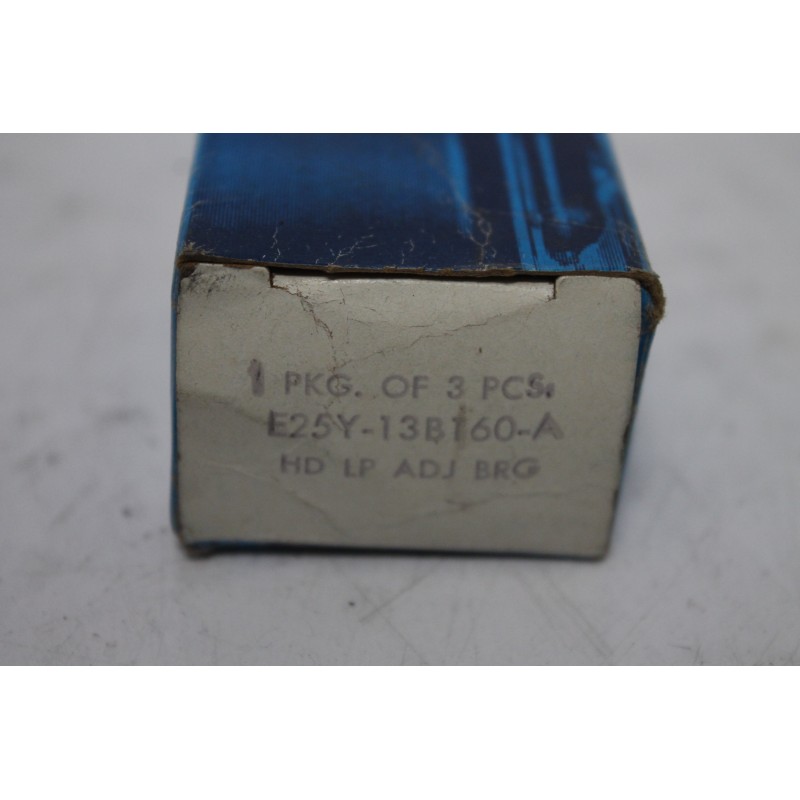 1 PKG. OF 3 PCS.
E25Y-13B160-A
HD LP ADJ BRG